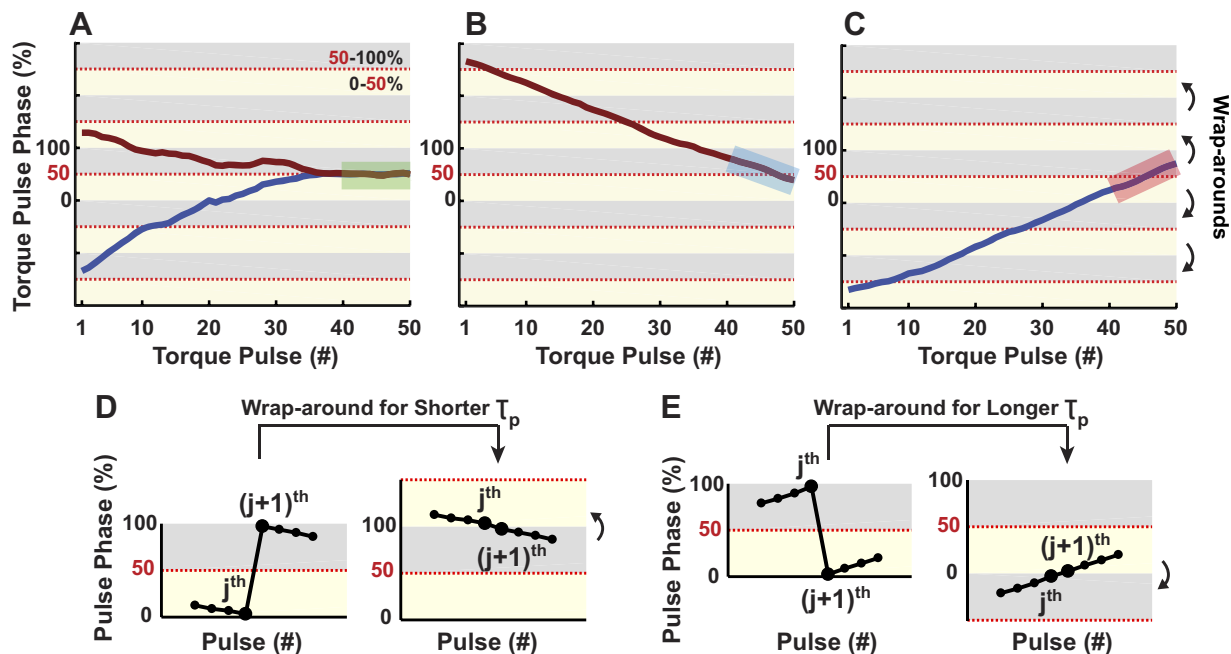 A
B
C
Torque Pulse Phase (%)
50-100%
0-50%
100
50
0
1 10 20 30 40 50
Torque Pulse (#)
100
50
0
1 10 20 30 40 50
Torque Pulse (#)
100
50
0
1 10 20 30 40 50
Torque Pulse (#)
Wrap-arounds
D
Wrap-around for Shorter τp
Pulse Phase (%)
100
50
0
(j+1)th
jth
Pulse (#)
100
50
0
jth
(j+1)th
Pulse (#)
E
Wrap-around for Longer τp
Pulse Phase (%)
100
50
0
jth
(j+1)th
Pulse (#)
100
50
0
(j+1)th
jth
Pulse (#)